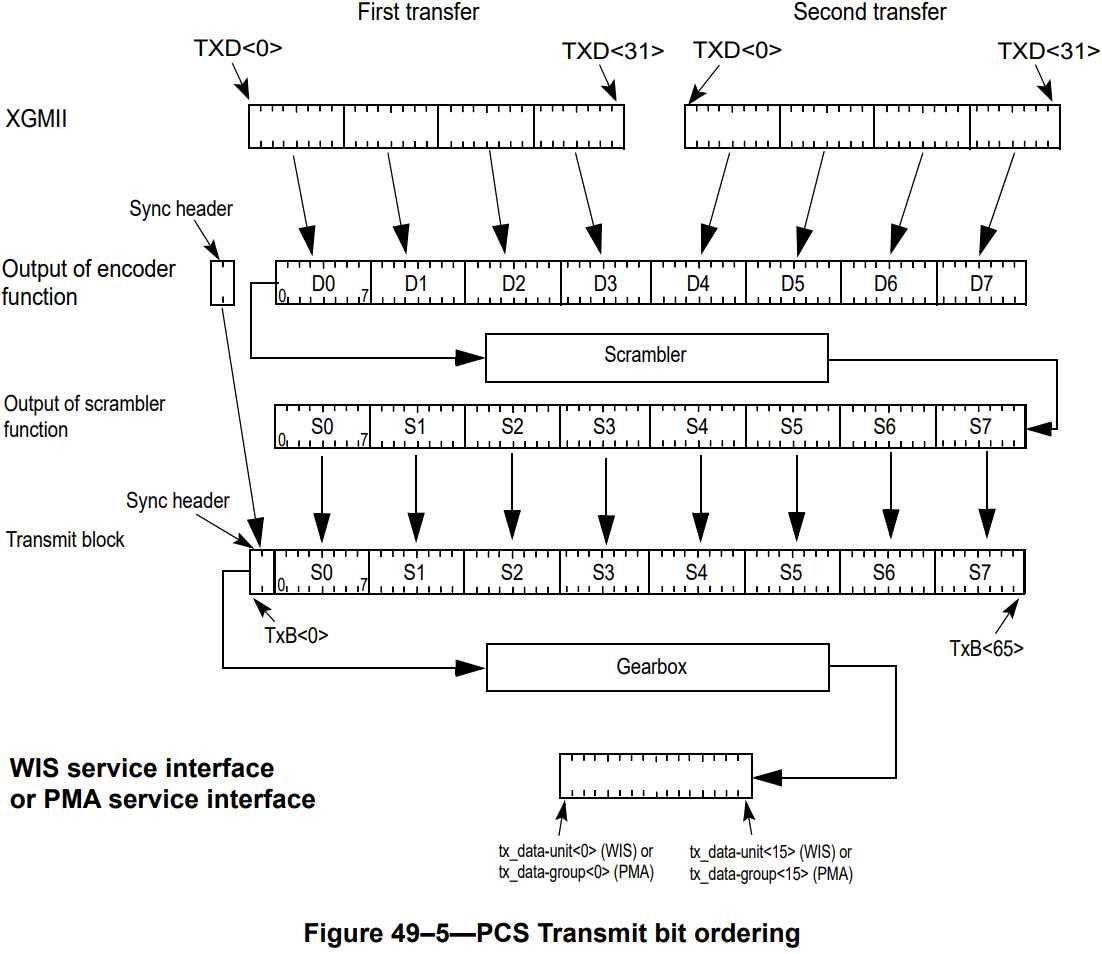 First transfer
Second transfer
TXD<0>
TXD<31>
TXD<0>
TXD<31>
XGMII
Sync header
Output of encoder
function
D0
D1
D2
D3
D4
D5
D6
D7
0
7
Scrambler
Output of scrambler
function
S0
S1
S2
S3
S4
S5
S6
S7
0
7
Sync header
Transmit block
S0
S1
S2
S3
S4
S5
S6
S7
0
7
TxB<0>
TxB<65>
Gearbox
WIS service interface
or PMA service interface
tx_data-unit<0> (WIS) or
tx_data-group<0> (PMA)
tx_data-unit<15> (WIS) or
tx_data-group<15> (PMA)
Figure 49–5—PCS Transmit bit ordering